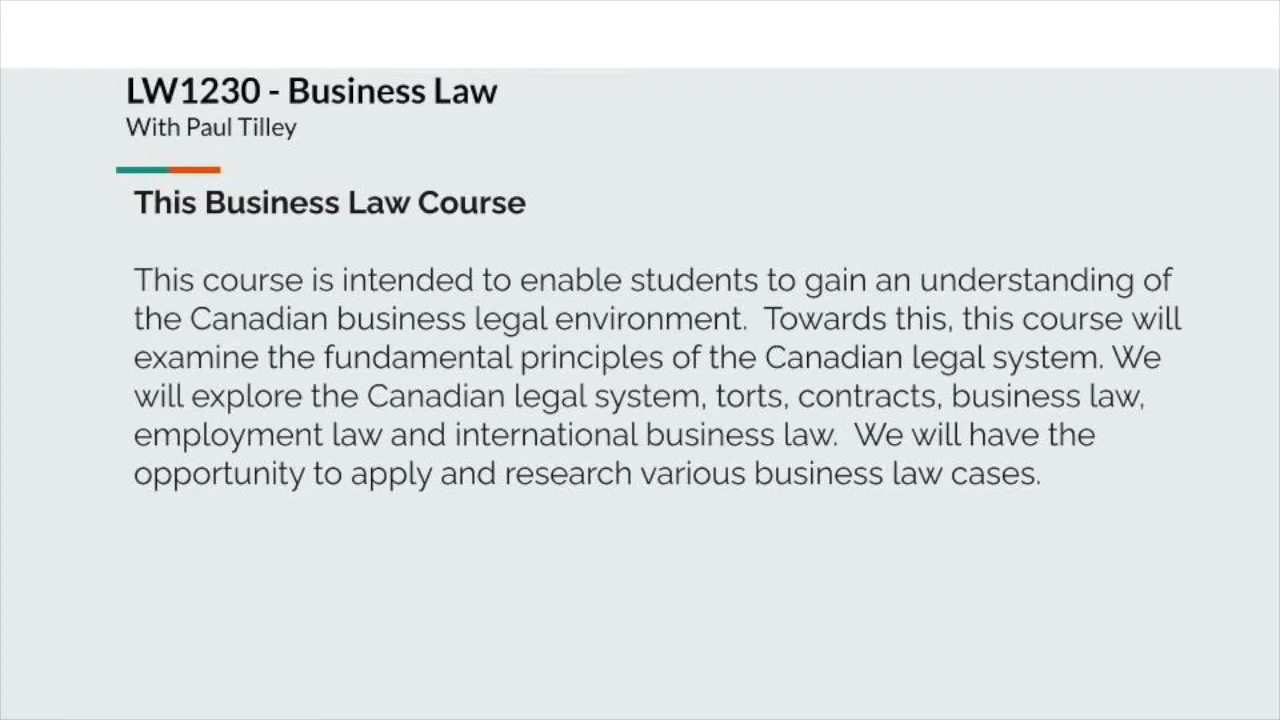 LW1230 - Business Law
With Paul Tilley
This Business Law Course
This course is intended to enable students to gain an understanding of
the Canadian business legal environment.  Towards this, this course will
examine the fundamental principles of the Canadian legal system. We
will explore the Canadian legal system, torts, contracts, business law,
employment law and international business law.  We will have the
opportunity to apply and research various business law cases.